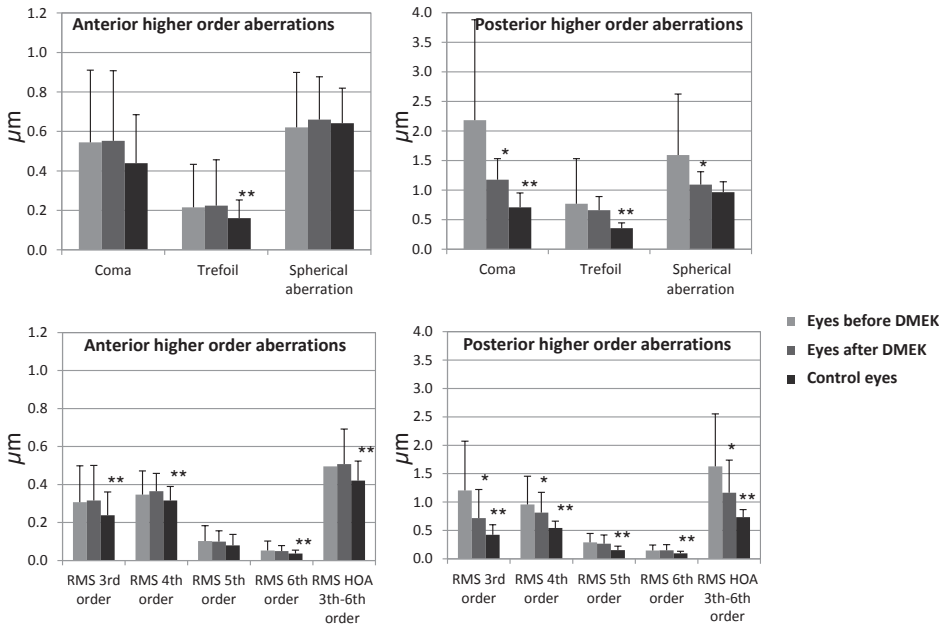 Anterior higher order aberrations
1.2
1.0
0.8
0.6
0.4
0.2
0.0
μm
**
Coma
Trefoil
Spherical
aberration
Posterior higher order aberrations
4.0
3.5
3.0
2.5
2.0
1.5
1.0
0.5
0.0
μm
*
**
**
*
Coma
Trefoil
Spherical
aberration
Anterior higher order aberrations
1.2
1.0
0.8
0.6
0.4
0.2
0.0
μm
**
**
**
**
RMS 3rd
order
RMS 4th
order
RMS 5th
order
RMS 6th
order
RMS HOA
3th-6th
order
Posterior higher order aberrations
4.0
3.5
3.0
2.5
2.0
1.5
1.0
0.5
0.0
μm
*
**
*
**
**
**
*
**
RMS 3rd
order
RMS 4th
order
RMS 5th
order
RMS 6th
order
RMS HOA
3th-6th
order
Eyes before DMEK
Eyes after DMEK
Control eyes